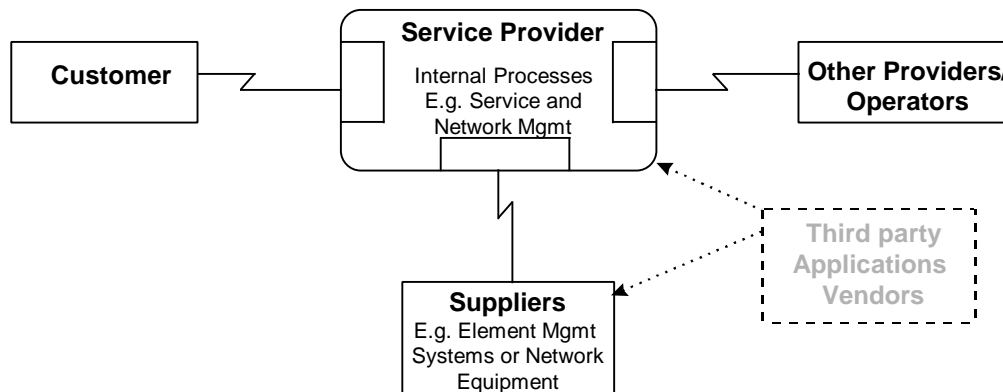 Service Provider
Internal Processes
E.g. Service and
Network Mgmt
Customer
Other Providers/
Operators
Third party
Applications
Vendors
Suppliers
E.g. Element Mgmt
Systems or Network
Equipment